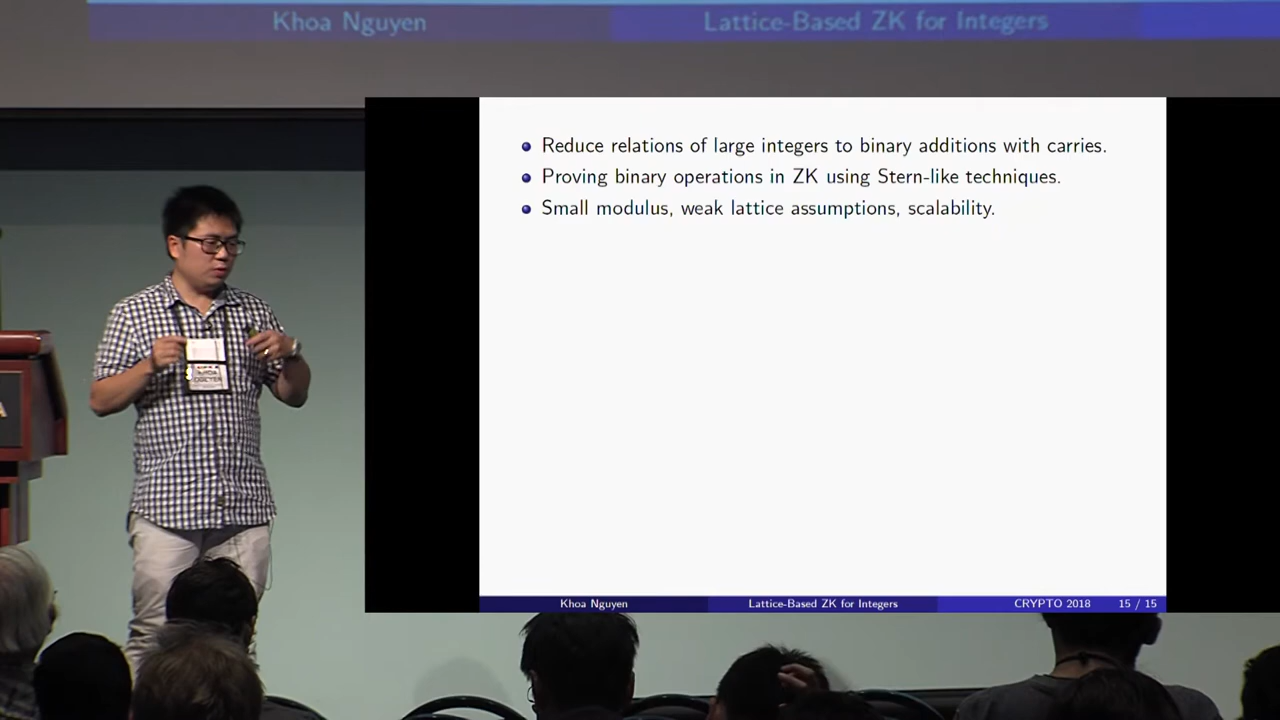 Khoa Nguyen Lattice-Based ZK for Integers
Reduce relations of large integers to binary additions with carries.
Proving binary operations in ZK using Stern-like techniques.
Small modulus, weak lattice assumptions, scalability.
Khoa Nguyen Lattice-Based ZK for Integers CRYPTO 2018 15 / 15
A